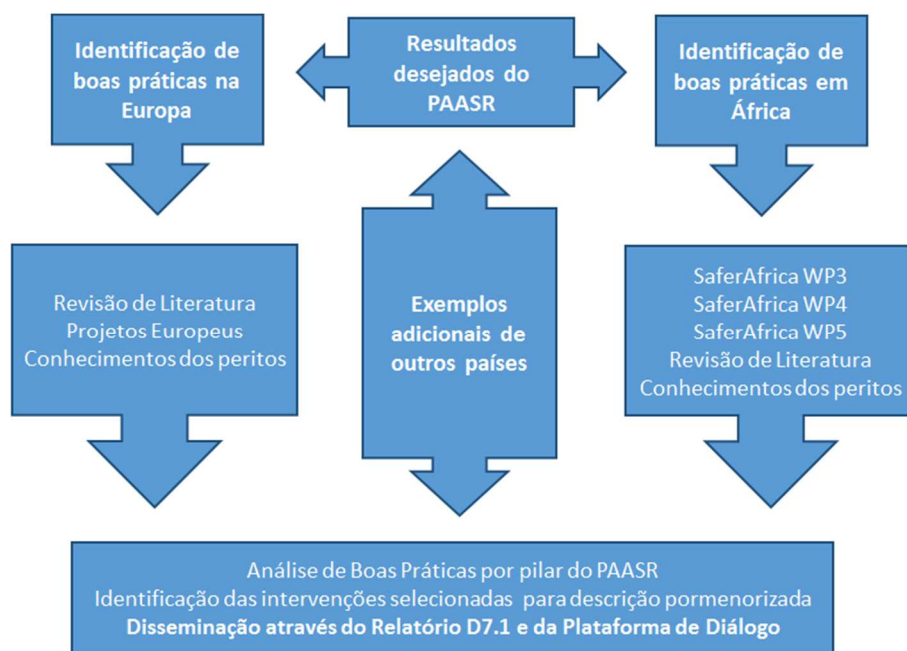 Identificação de
boas práticas na
Europa
Resultados
desejados do
PAASR
Identificação de
boas práticas em
África
Revisão de Literatura
Projetos Europeus
Conhecimentos dos peritos
Exemplos
adicionais de
outros países
SaferAfrica WP3
SaferAfrica WP4
SaferAfrica WP5
Revisão de Literatura
Conhecimentos dos peritos
Análise de Boas Práticas por pilar do PAASR
Identificação das intervenções selecionadas para descrição pormenorizada
Disseminação através do Relatório D7.1 e da Plataforma de Diálogo